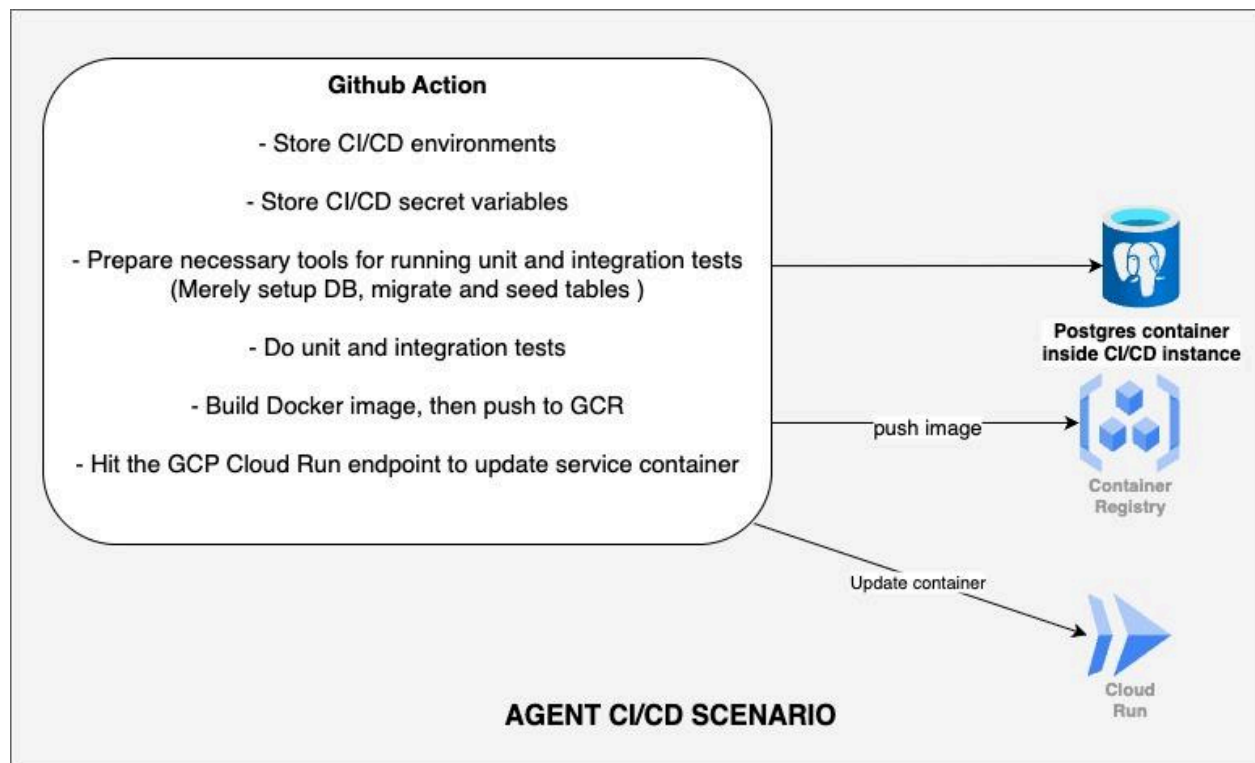 Github Action
- Store CI/CD environments
- Store CI/CD secret variables
- Prepare necessary tools for running unit and integration tests
(Merely setup DB, migrate and seed tables )
- Do unit and integration tests
- Build Docker image, then push to GCR
- Hit the GCP Cloud Run endpoint to update service container
Postgres container
inside CI/CD instance
push image
Container
Registry
Update container
Cloud
Run
AGENT CI/CD SCENARIO